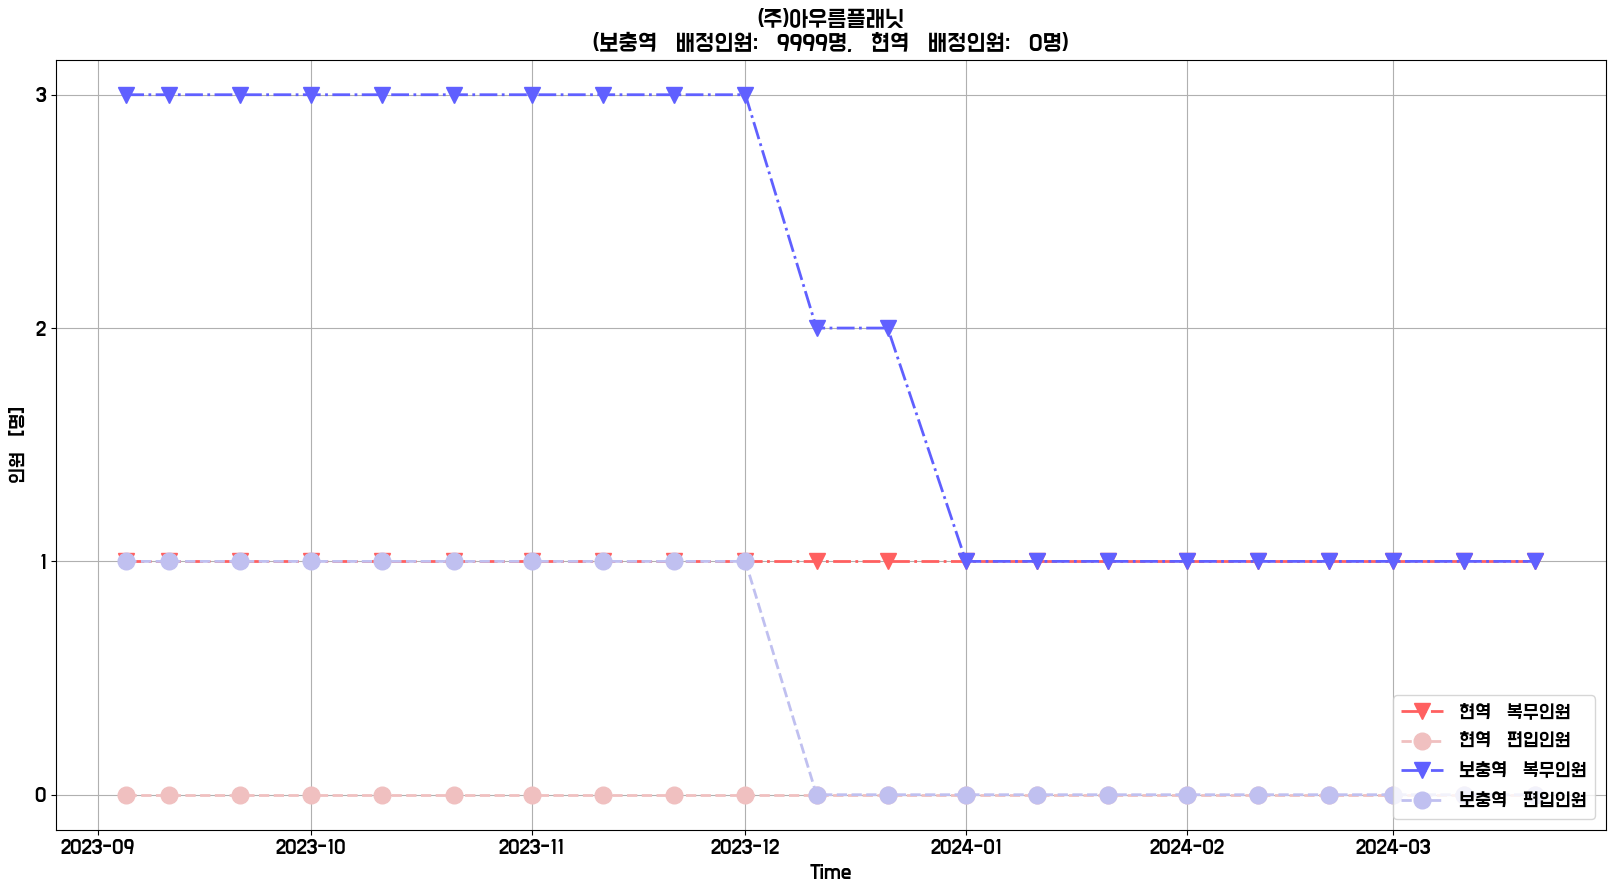 (주)아우름플래닛
(보충역 배정인원: 9999명, 현역 배정인원: 0명)
3
2
1
0
인원 [명]
2023-09 2023-10 2023-11 2023-12 2024-01 2024-02 2024-03
Time
현역 복무인원
현역 편입인원
보충역 복무인원
보충역 편입인원